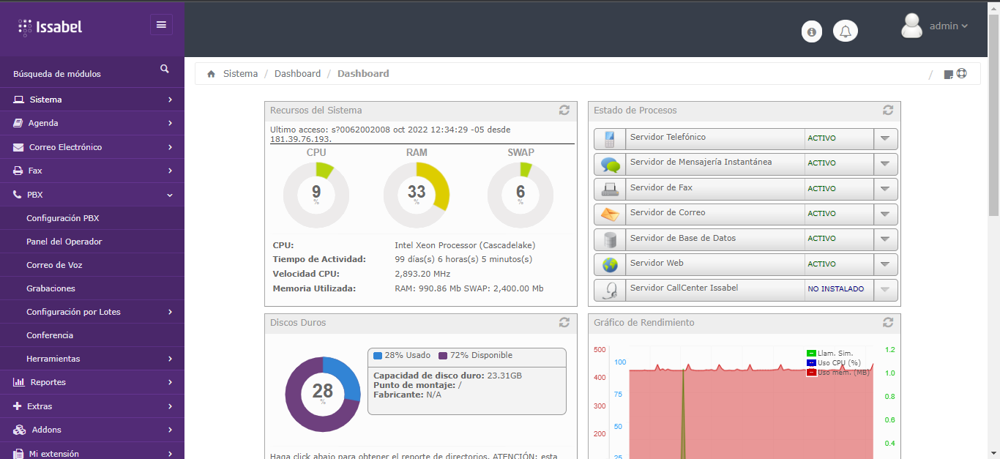 Issabel
admin
Búsqueda de módulos
Sistema
Agenda
Correo Electrónico
Fax
PBX
Configuración PBX
Panel del Operador
Correo de Voz
Grabaciones
Configuración por Lotes
Conferencia
Herramientas
Reportes
Extras
Addons
Mi extensión
Sistema / Dashboard / Dashboard
/
Recursos del Sistema
Ultimo acceso: s?0062002008 oct 2022 12:34:29 -05 desde
181.39.76.193.
CPU RAM SWAP
9 33 6
% % %
CPU: Intel Xeon Processor (Cascadelake)
Tiempo de Actividad: 99 días(s) 6 horas(s) 5 minutos(s)
Velocidad CPU: 2,893.20 MHz
Memoria Utilizada: RAM: 990.86 Mb SWAP: 2,400.00 Mb
Estado de Procesos
Servidor Telefónico ACTIVO
Servidor de Mensajería Instantánea ACTIVO
Servidor de Fax ACTIVO
Servidor de Correo ACTIVO
Servidor de Base de Datos ACTIVO
Servidor Web ACTIVO
Servidor CallCenter Issabel NO INSTALADO
Discos Duros
28
%
28% Usado 72% Disponible
Capacidad de disco duro: 23.31GB
Punto de montaje: /
Fabricante: N/A
Haga click abajo para obtener el reporte de directorios. ATENCIÓN: esta
Gráfico de Rendimiento
500
400
300
200
100
75
50
25
Llam. Sim.
Uso CPU (%)
Uso mem. (MB)
1.2
1.0
0.8
0.6
0.4